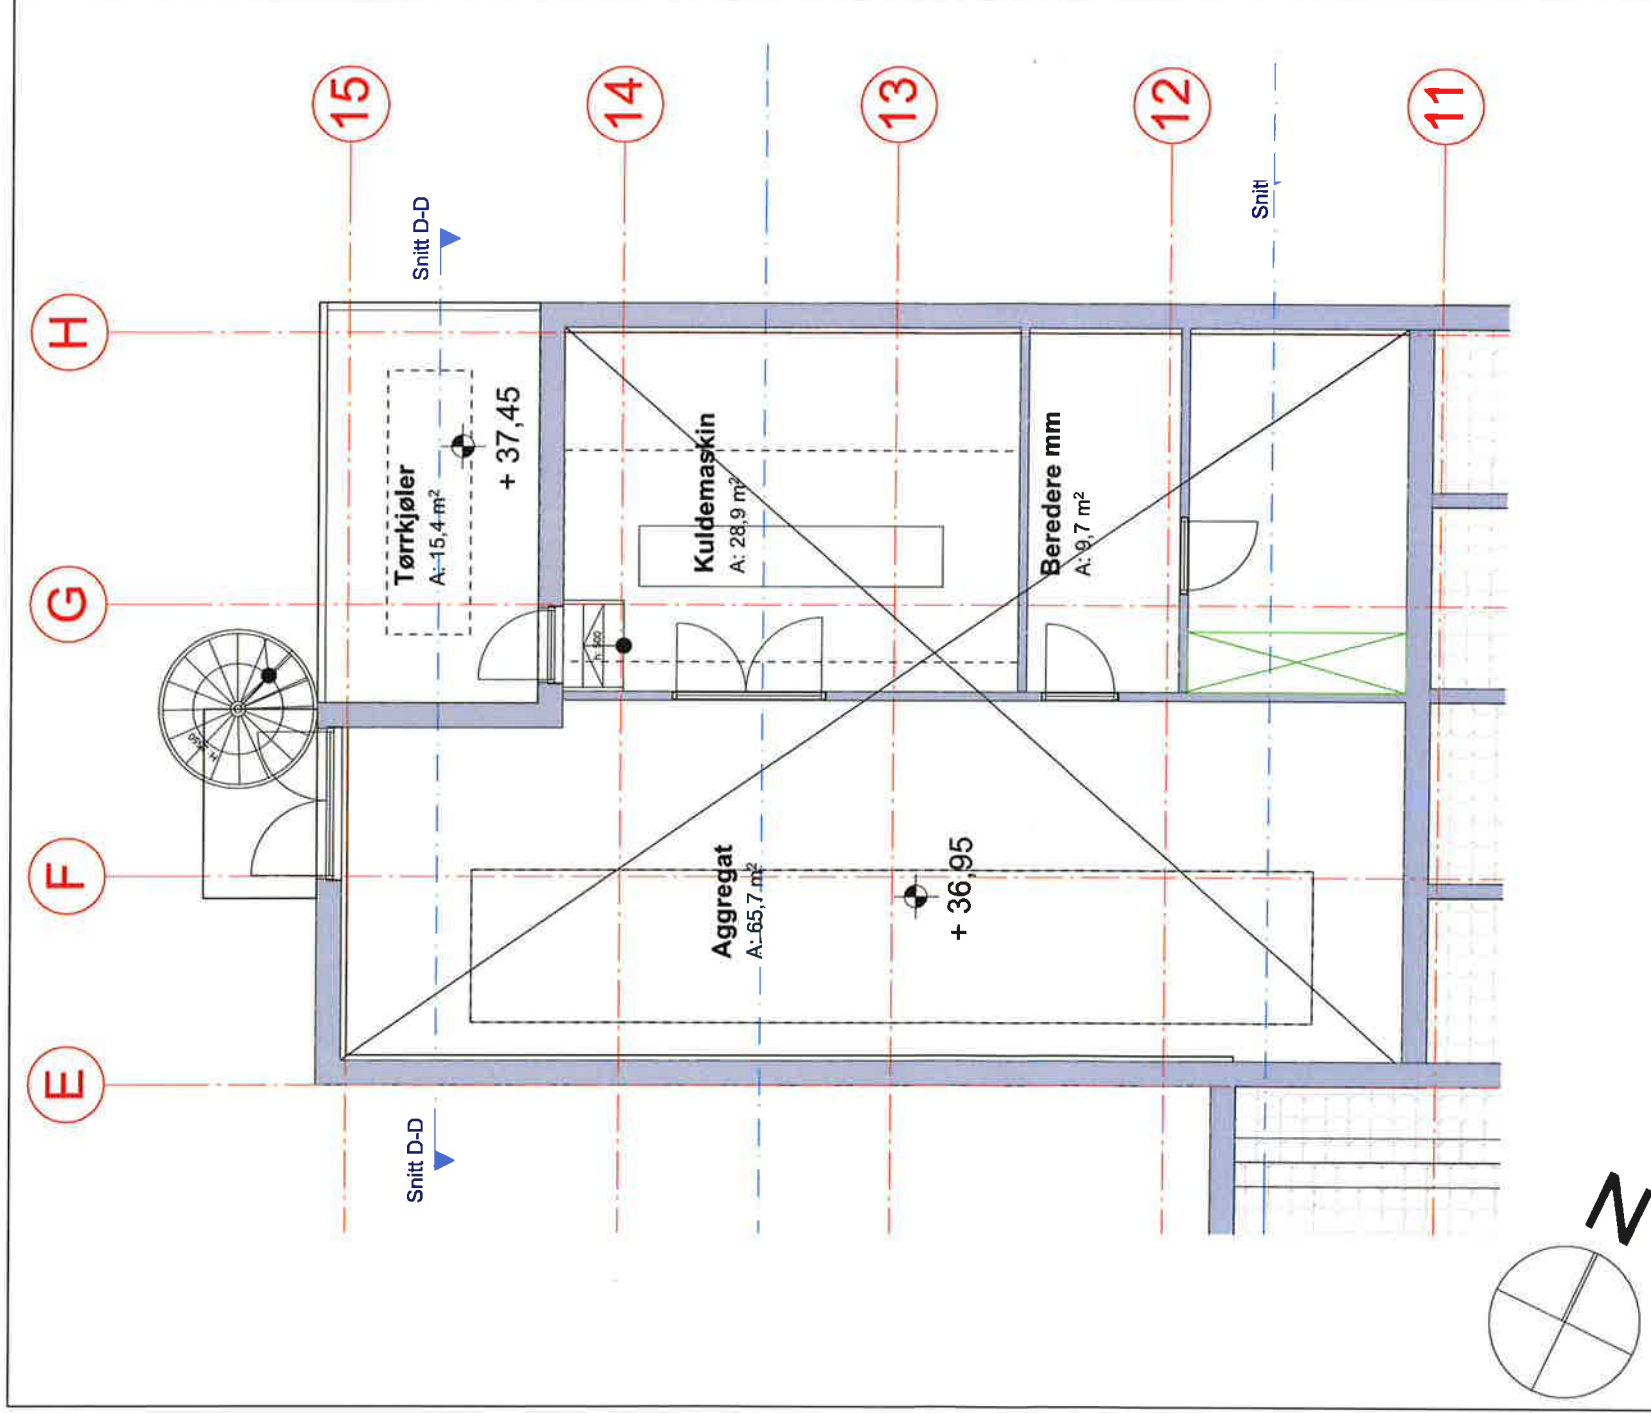 15
14
13
12
11
H
G
F
E
Snitt D-D
Snitt
Tørrkjøler
A: 15,4 m²
+ 37,45
Kuldemaskin
A: 28,9 m²
Beredere mm
A: 9,7 m²
h: 500
Aggregat
A: 65,7 m²
+ 36,95
Snitt D-D
N